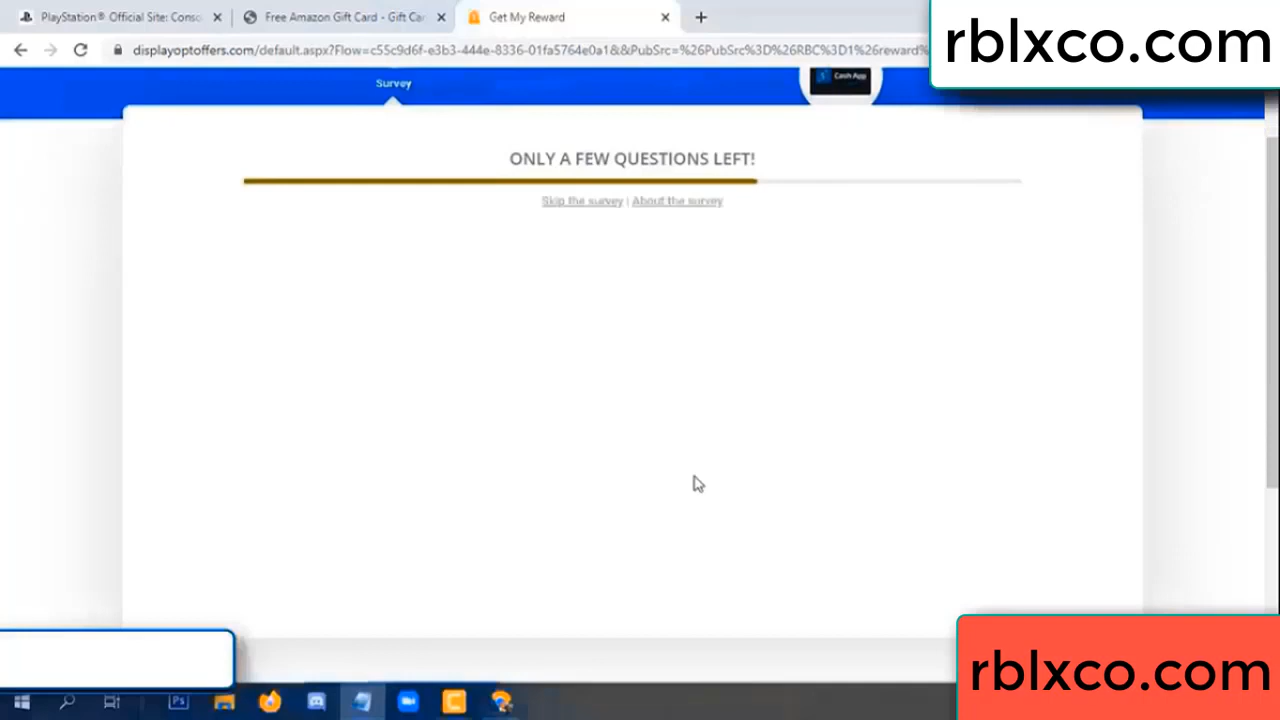 PlayStation® Official Site: Conso
Free Amazon Gift Card - Gift Car
Get My Reward
displayoptoffers.com/default.aspx?Flow=c55c9d6f-e3b3-444e-8336-01fa5764e0a1&&PubSrc=%26PubSrc%3D%26RBC%3D1%26reward%
rblxco.com
Survey
Cash App
ONLY A FEW QUESTIONS LEFT!
Skip the survey | About the survey
rblxco.com
Ps